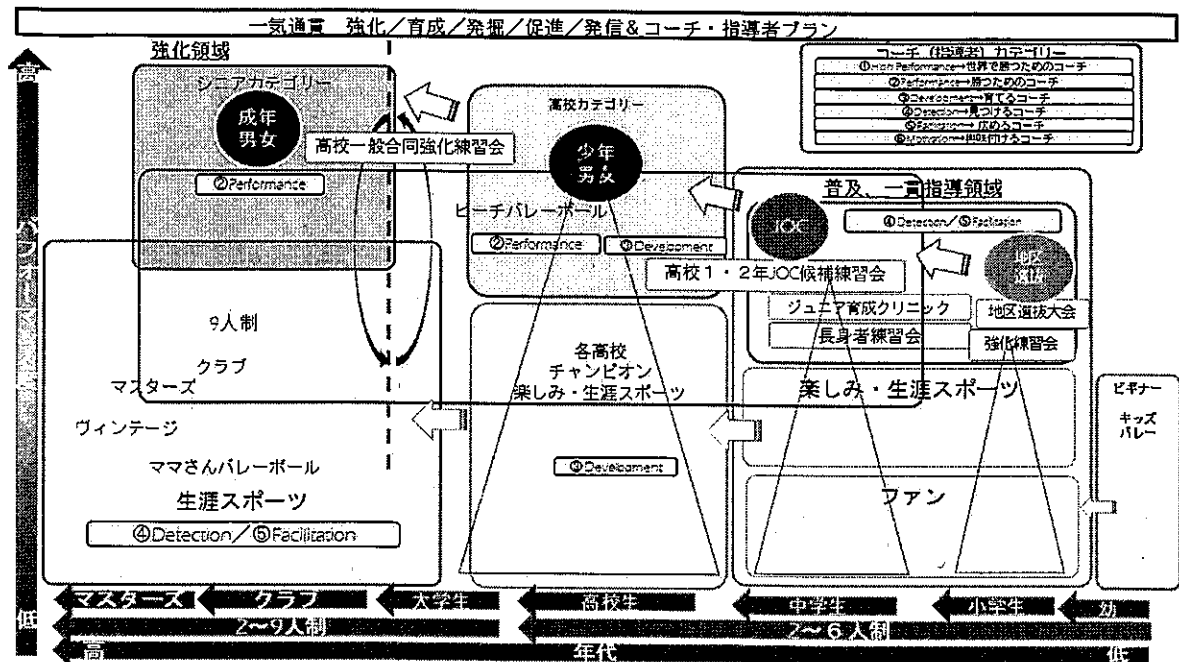 一気通貫　強化／育成／発掘／促進／発信＆コーチ・指導者プラン
強化領域
高
シニアカテゴリー
成年
男女
高校一般合同強化練習会
②Performance
高校カテゴリー
少年
男・女
ビーチバレーボール
②Performance
③Development
コーチ（指導者）カテゴリー
①High Performance→世界で勝つためのコーチ
②Performance→勝つためのコーチ
③Development→育てるコーチ
④Detection→見つけるコーチ
⑤Facilitation→広めるコーチ
普及、一貫指導領域
JOC
④Detection／⑤Facilitation
地区
選抜
高校１・２年JOC候補練習会
ジュニア育成クリニック
長身者練習会
地区選抜大会
強化練習会
9人制
クラブ
マスターズ
ヴィンテージ
ママさんバレーボール
生涯スポーツ
④Detection／⑤Facilitation
各高校
チャンピオン
楽しみ・生涯スポーツ
③Development
楽しみ・生涯スポーツ
ファン
ビギナー
キッズ
バレー
低
マスターズ
クラブ
大学生
高校生
中学生
小学生
幼
2～9人制
2～6人制
高
年代
低